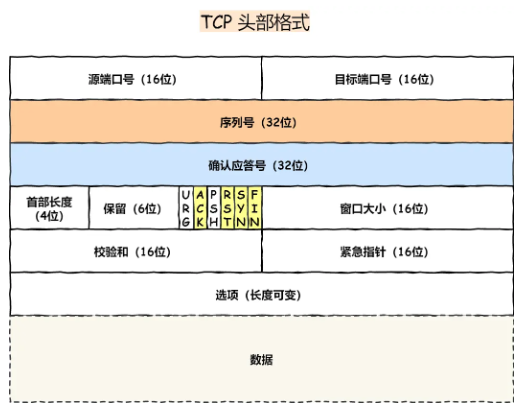 TCP 头部格式
源端口号（16位） 目标端口号（16位）
序列号（32位）
确认应答号（32位）
首部长度（4位） 保留（6位） URG ACK PSH RST SYN FIN 窗口大小（16位）
校验和（16位） 紧急指针（16位）
选项（长度可变）
数据